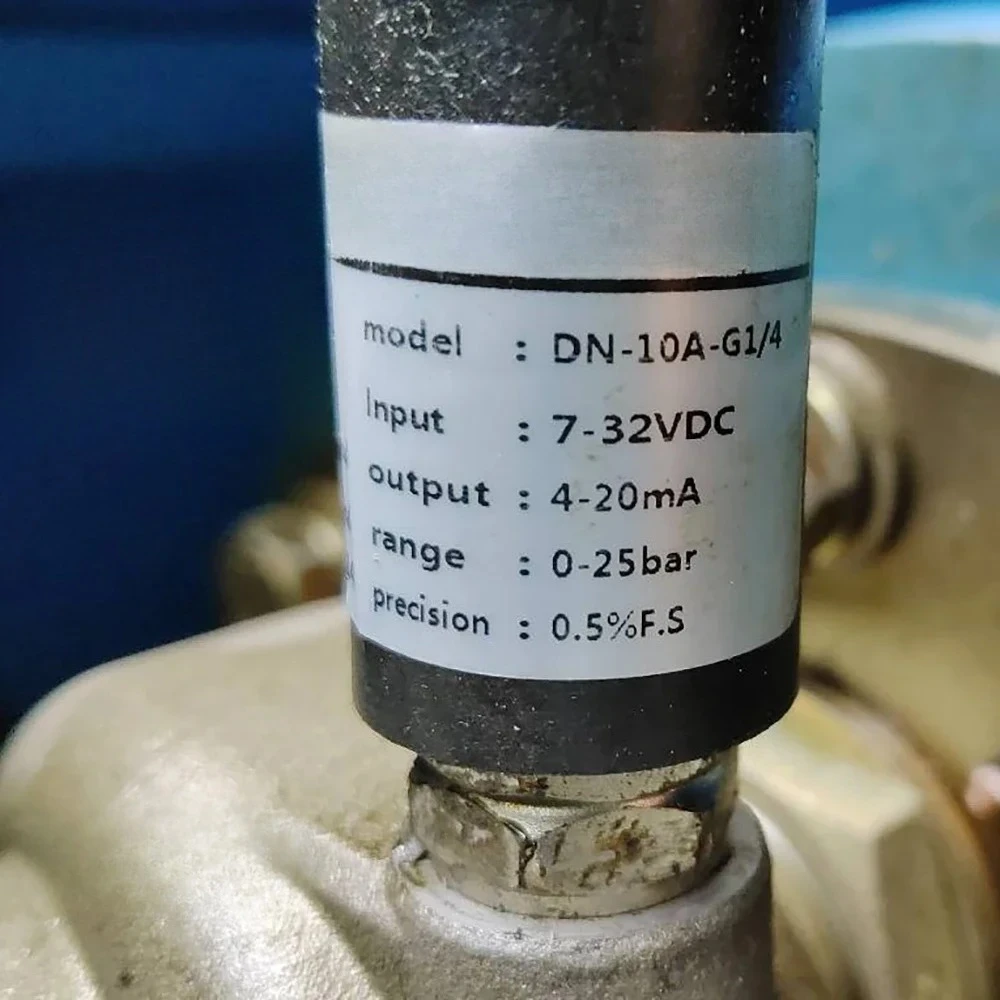 model : DN-10A-G1/4
Input : 7-32VDC
output : 4-20mA
range : 0-25bar
precision : 0.5%F.S